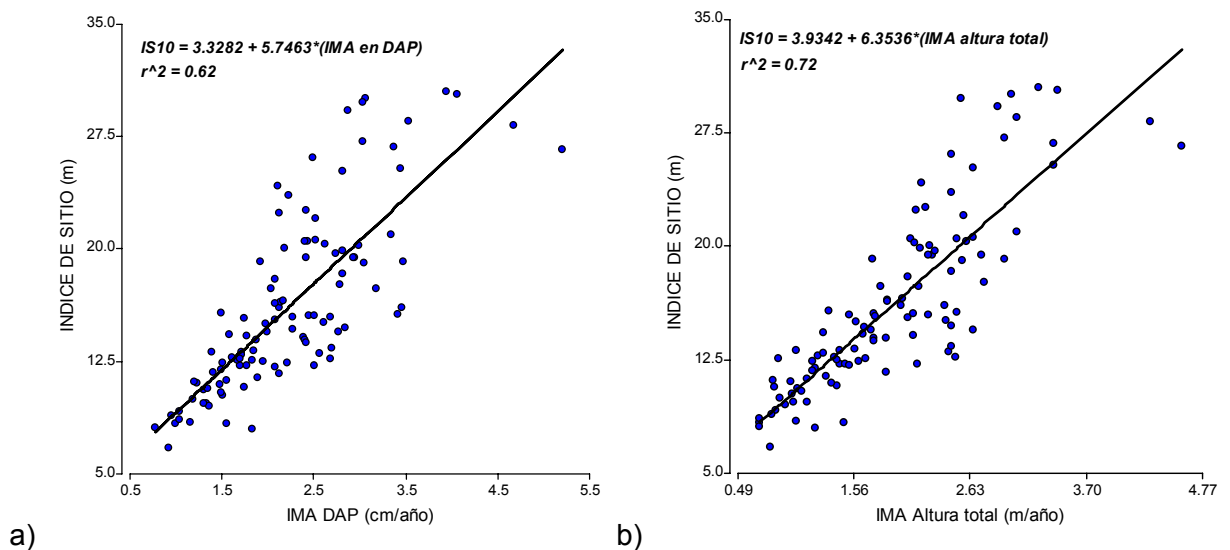 IS10 = 3.3282 + 5.7463*(IMA en DAP)
r^2 = 0.62
INDICE DE SITIO (m)
35.0
27.5
20.0
12.5
5.0
0.5 1.5 2.5 3.5 4.5 5.5
IMA DAP (cm/año)
a)
IS10 = 3.9342 + 6.3536*(IMA altura total)
r^2 = 0.72
INDICE DE SITIO (m)
35.0
27.5
20.0
12.5
5.0
0.49 1.56 2.63 3.70 4.77
IMA Altura total (m/año)
b)